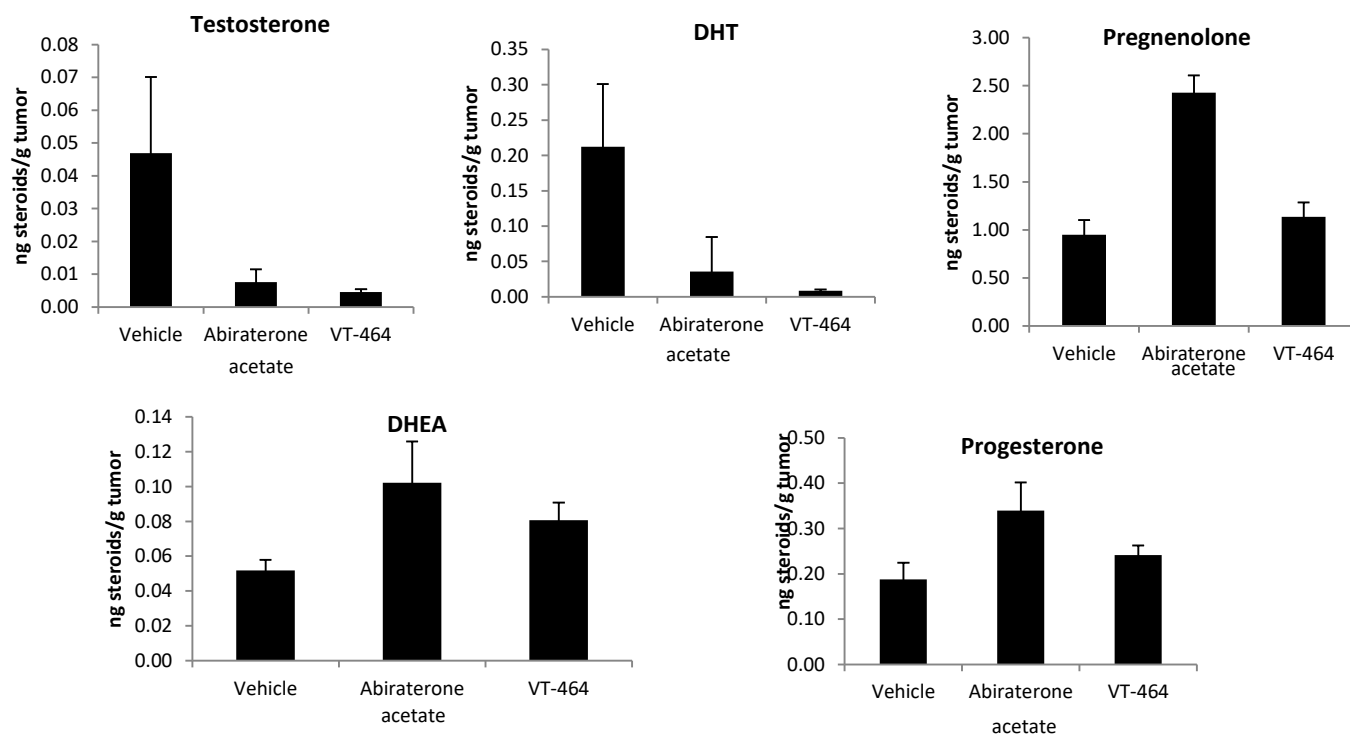 Testosterone
ng steroids/g tumor
0.08
0.07
0.06
0.05
0.04
0.03
0.02
0.01
0.00
Vehicle Abiraterone VT-464
acetate
DHT
ng steroids/g tumor
0.35
0.30
0.25
0.20
0.15
0.10
0.05
0.00
Vehicle Abiraterone VT-464
acetate
Pregnenolone
ng steroids/g tumor
3.00
2.50
2.00
1.50
1.00
0.50
0.00
Vehicle Abiraterone VT-464
acetate
DHEA
ng steroids/g tumor
0.14
0.12
0.10
0.08
0.06
0.04
0.02
0.00
Vehicle Abiraterone VT-464
acetate
Progesterone
ng steroids/g tumor
0.50
0.40
0.30
0.20
0.10
0.00
Vehicle Abiraterone VT-464
acetate